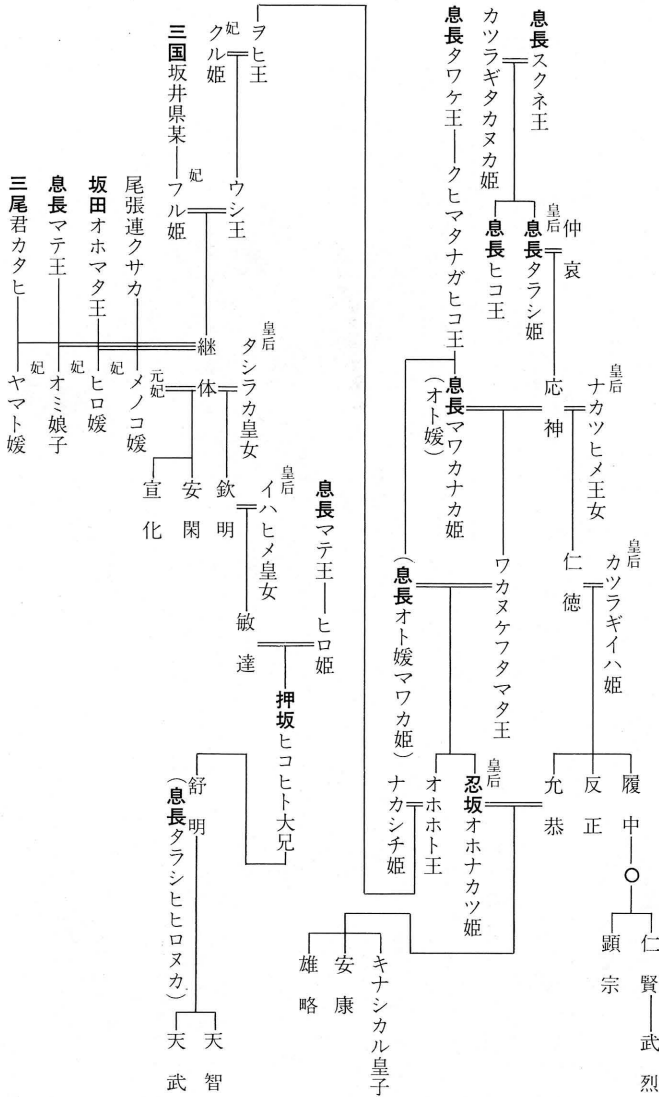 息長スクネ王
カツラギタカヌカ姫
息長タワケ王
クヒマタナガヒコ王
仲哀
皇后
息長タラシ姫
息長ヒコ王
皇后
ナカツヒメ王女
応神
息長マワカナカ姫
(オト媛)
皇后
カツラギイハ姫
仁徳
ワカヌケフタマタ王
(息長オト媛マワカ姫)
履中
反正
允恭
皇后
忍坂オホナカツ姫
オホホト王
ナカシチ姫
仁賢
武烈
顕宗
キナシカル皇子
安康
雄略
ヲヒ王
妃
クル姫
三国坂井県某
ウシ王
妃
フル姫
尾張連クサカ
坂田オホマタ王
息長マテ王
三尾君カタヒ
皇后
タシラカ皇女
継体
元妃
メノコ媛
妃
ヒロ媛
妃
オミ娘子
妃
ヤマト媛
欽明
安閑
宣化
皇后
イハヒメ皇女
息長マテ王
ヒロ姫
敏達
押坂ヒコヒト大兄
舒明
(息長タラシヒヒロヌカ)
天智
天武